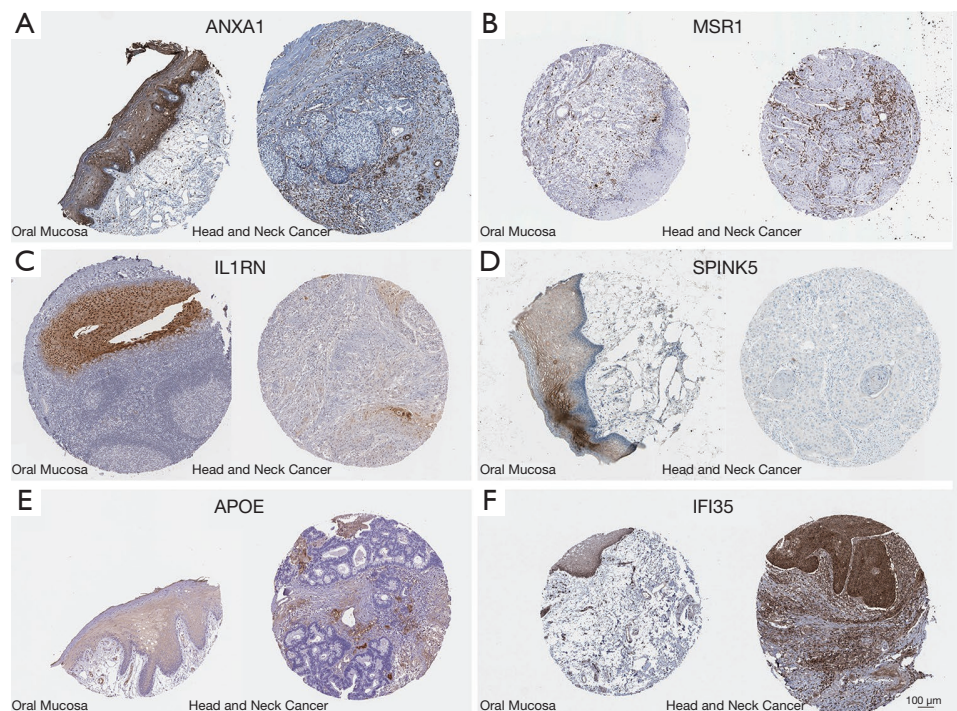 A
ANXA1
Oral Mucosa
Head and Neck Cancer
B
MSR1
Oral Mucosa
Head and Neck Cancer
C
IL1RN
Oral Mucosa
Head and Neck Cancer
D
SPINK5
Oral Mucosa
Head and Neck Cancer
E
APOE
Oral Mucosa
Head and Neck Cancer
F
IFI35
Oral Mucosa
Head and Neck Cancer
100 µm